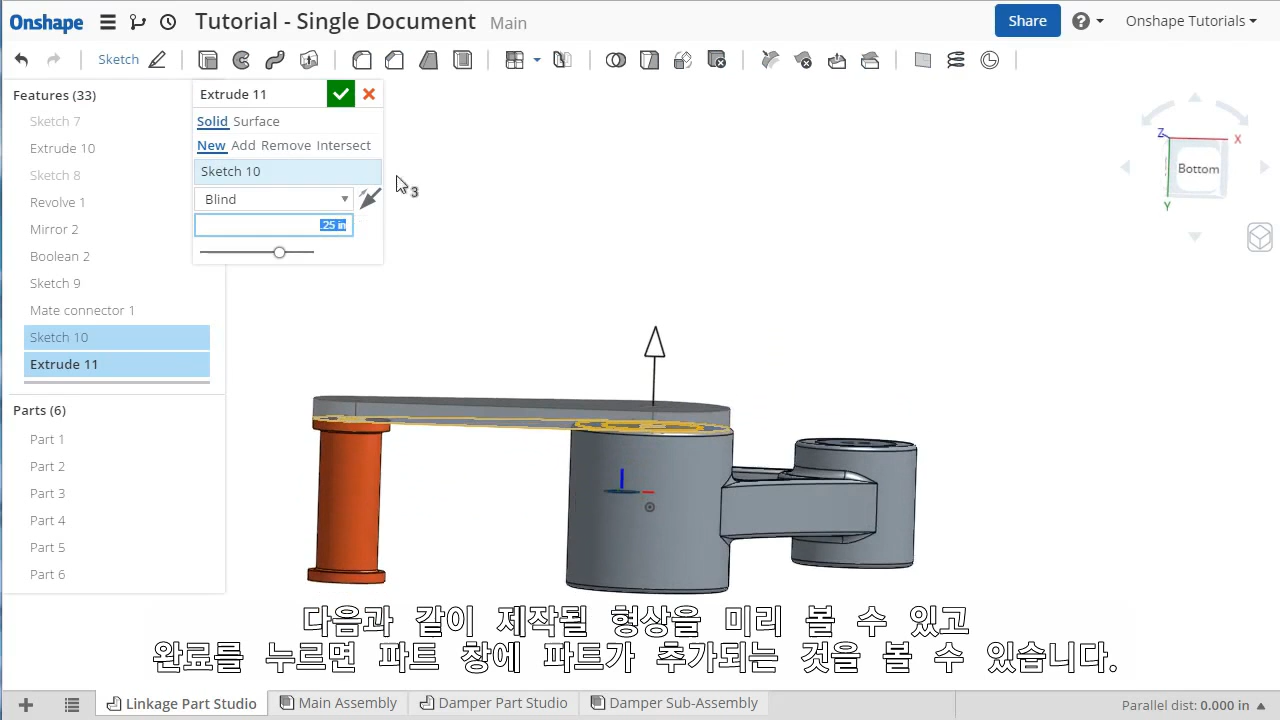 Onshape
Tutorial - Single Document Main
Share
Onshape Tutorials
Sketch
Features (33)
Sketch 7
Extrude 10
Sketch 8
Revolve 1
Mirror 2
Boolean 2
Sketch 9
Mate connector 1
Sketch 10
Extrude 11
Parts (6)
Part 1
Part 2
Part 3
Part 4
Part 5
Part 6
Extrude 11
Solid Surface
New Add Remove Intersect
Sketch 10
Blind
.25 in
3
Z
X
Bottom
Y
다음과 같이 제작될 형상을 미리 볼 수 있고
완료를 누르면 파트 창에 파트가 추가되는 것을 볼 수 있습니다.
Linkage Part Studio
Main Assembly
Damper Part Studio
Damper Sub-Assembly
Parallel dist: 0.000 in